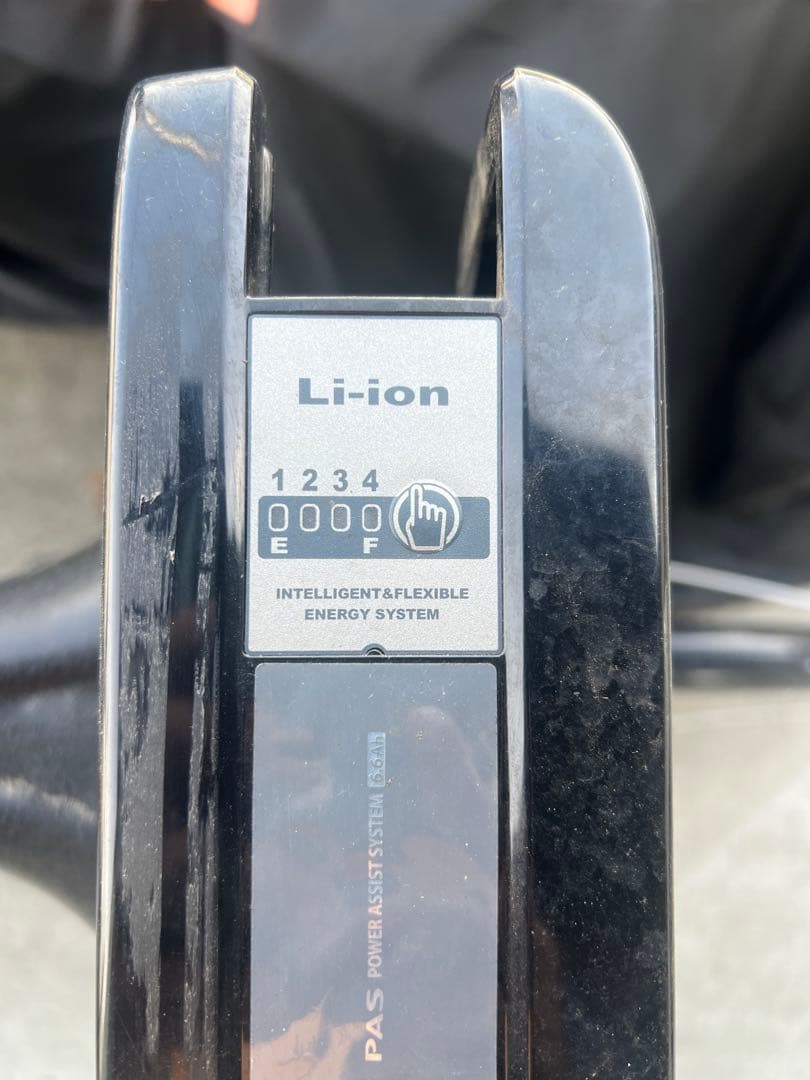 Li-ion
1 2 3 4
E F
INTELLIGENT&FLEXIBLE
ENERGY SYSTEM
PAS POWER ASSIST SYSTEM 6.6Ah